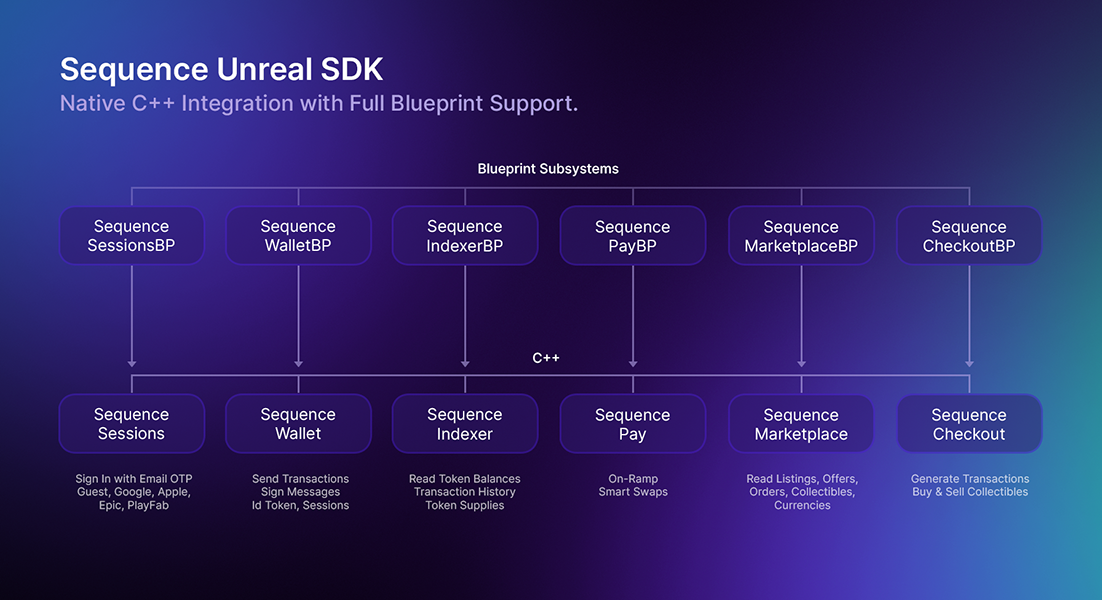 Sequence Unreal SDK
Native C++ Integration with Full Blueprint Support.
Blueprint Subsystems
Sequence
SessionsBP
Sequence
WalletBP
Sequence
IndexerBP
Sequence
PayBP
Sequence
MarketplaceBP
Sequence
CheckoutBP
C++
Sequence
Sessions
Sequence
Wallet
Sequence
Indexer
Sequence
Pay
Sequence
Marketplace
Sequence
Checkout
Sign In with Email OTP
Guest, Google, Apple,
Epic, PlayFab
Send Transactions
Sign Messages
Id Token, Sessions
Read Token Balances
Transaction History
Token Supplies
On-Ramp
Smart Swaps
Read Listings, Offers,
Orders, Collectibles,
Currencies
Generate Transactions
Buy & Sell Collectibles